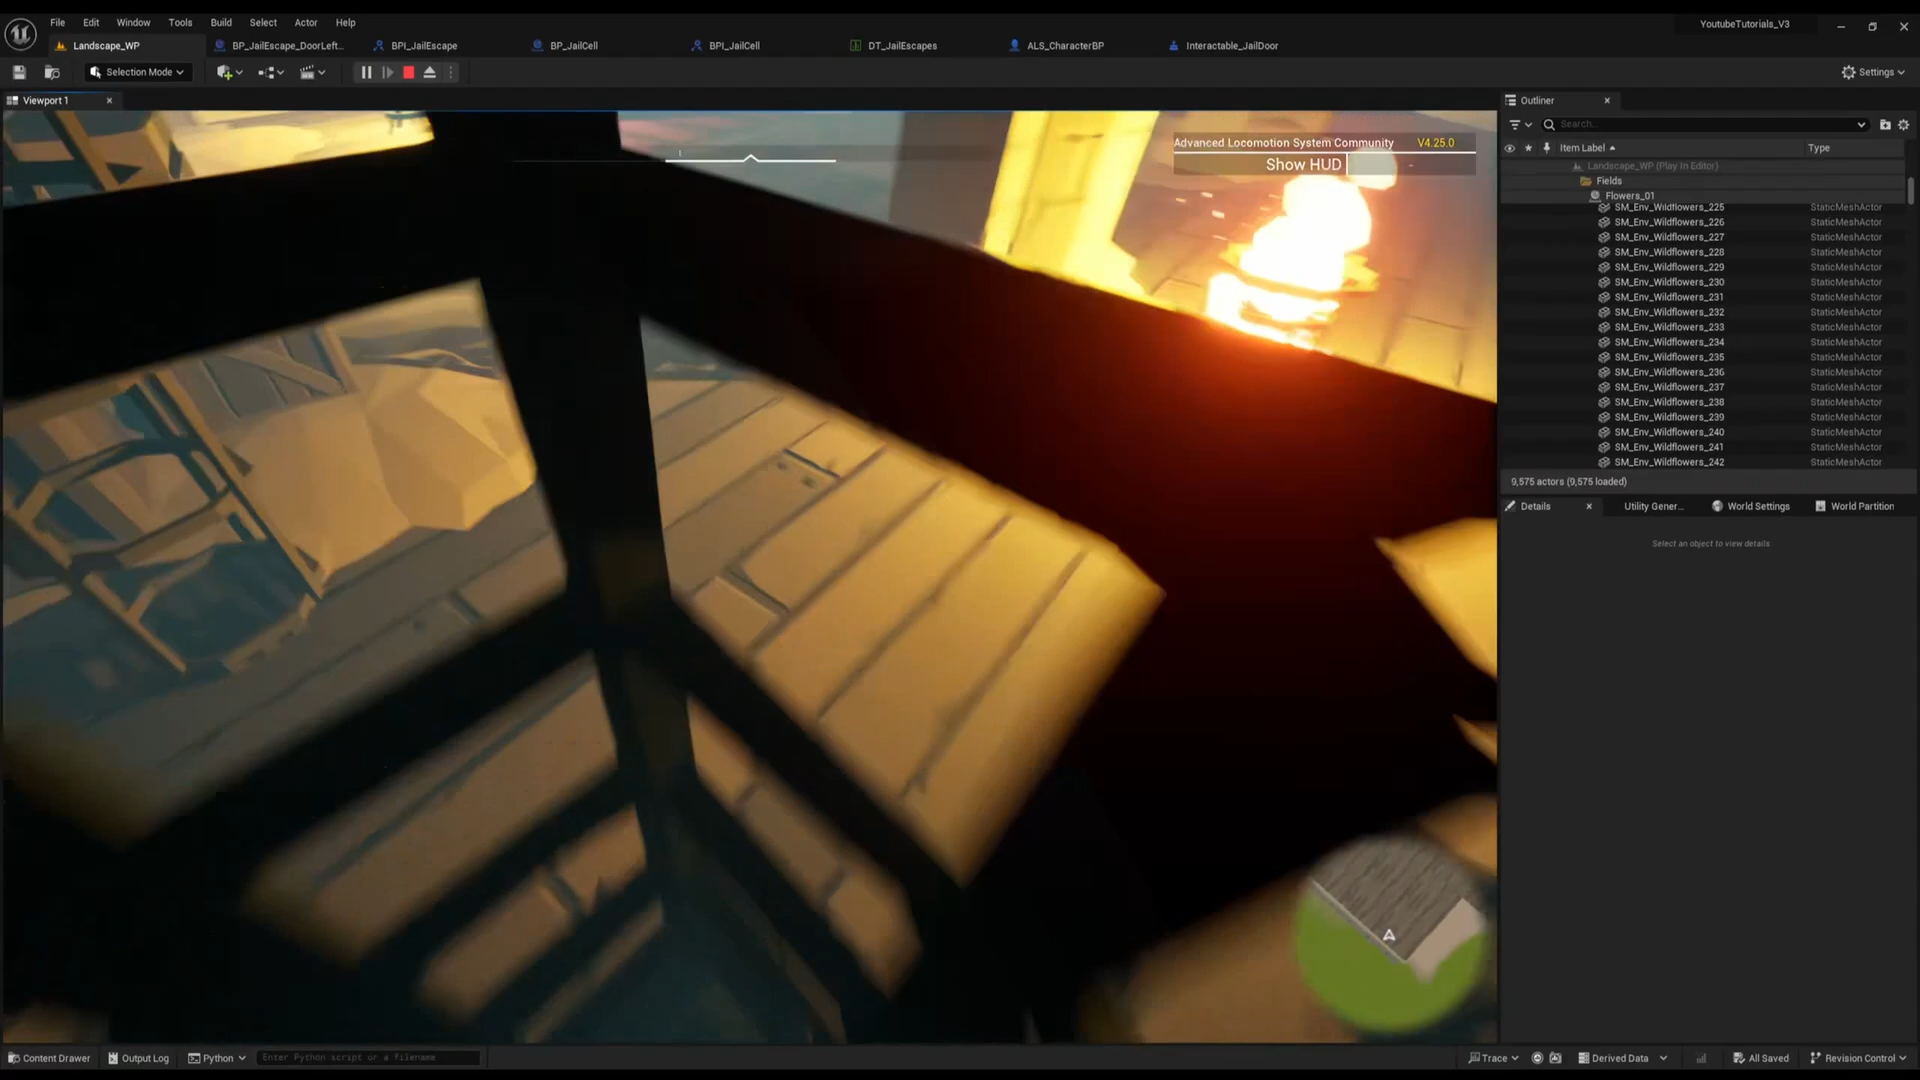 File Edit Window Tools Build Select Actor Help
YoutubeTutorials_V3
Landscape_WP
BP_JailEscape_DoorLeft...
BPI_JailEscape
BP_JailCell
BPI_JailCell
DT_JailEscapes
ALS_CharacterBP
Interactable_JailDoor
Selection Mode
Settings
Viewport 1
Outliner
Search...
Item Label
Type
Advanced Locomotion System Community V4.25.0
Show HUD
Landscape_WP (Play In Editor)
Fields
Flowers_01
SM_Env_Wildflowers_225 StaticMeshActor
SM_Env_Wildflowers_226 StaticMeshActor
SM_Env_Wildflowers_227 StaticMeshActor
SM_Env_Wildflowers_228 StaticMeshActor
SM_Env_Wildflowers_229 StaticMeshActor
SM_Env_Wildflowers_230 StaticMeshActor
SM_Env_Wildflowers_231 StaticMeshActor
SM_Env_Wildflowers_232 StaticMeshActor
SM_Env_Wildflowers_233 StaticMeshActor
SM_Env_Wildflowers_234 StaticMeshActor
SM_Env_Wildflowers_235 StaticMeshActor
SM_Env_Wildflowers_236 StaticMeshActor
SM_Env_Wildflowers_237 StaticMeshActor
SM_Env_Wildflowers_238 StaticMeshActor
SM_Env_Wildflowers_239 StaticMeshActor
SM_Env_Wildflowers_240 StaticMeshActor
SM_Env_Wildflowers_241 StaticMeshActor
SM_Env_Wildflowers_242 StaticMeshActor
9,575 actors (9,575 loaded)
Details
Utility Gener...
World Settings
World Partition
Select an object to view details
Content Drawer
Output Log
Python
Enter Python script or a filename
Trace
Derived Data
All Saved
Revision Control